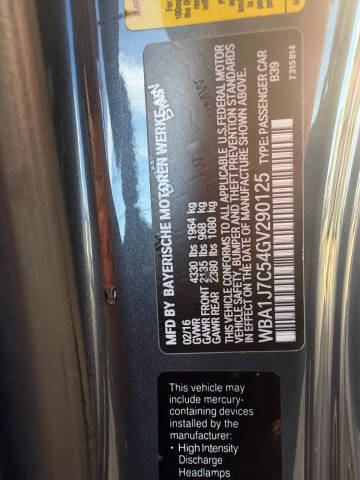 MFD BY BAYERISCHE MOTOREN WERKE AG
02/16
GVWR 4330 lbs 1964 kg
GAWR FRONT 2135 lbs 968 kg
GAWR REAR 2380 lbs 1080 kg
THIS VEHICLE CONFORMS TO ALL APPLICABLE U.S. FEDERAL MOTOR
VEHICLE SAFETY, BUMPER AND THEFT PREVENTION STANDARDS
IN EFFECT ON THE DATE OF MANUFACTURE SHOWN ABOVE.
WBA1J7C54GV290125 TYPE: PASSENGER CAR
B39
7315814
This vehicle may
include mercury-
containing devices
installed by the
manufacturer:
• High Intensity
Discharge
Headlamps